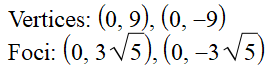 Vertices: (0, 9), (0, −9)
Foci: (0, 3√5), (0, −3√5)